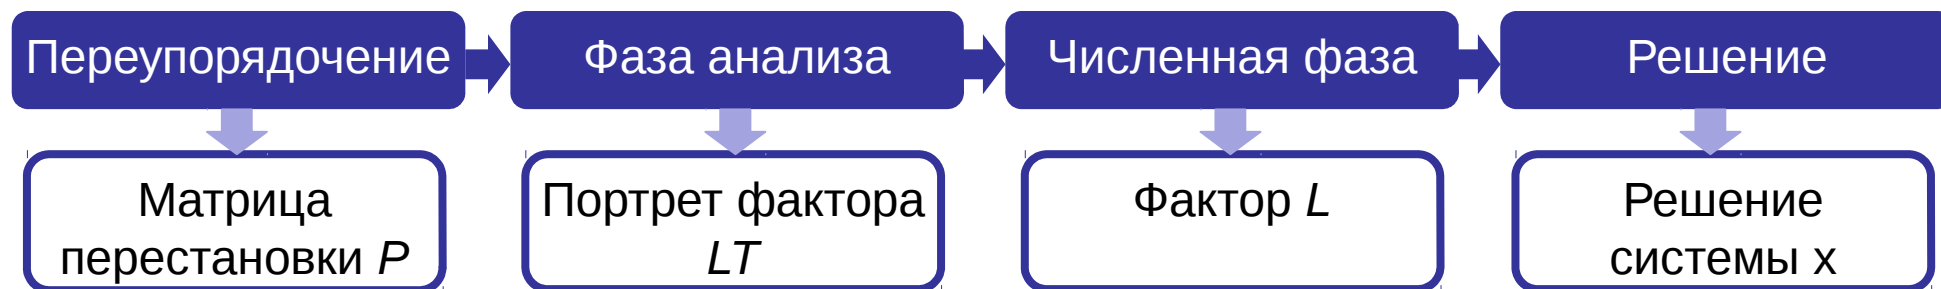 Переупорядочение
Фаза анализа
Численная фаза
Решение
Матрица
перестановки P
Портрет фактора
LT
Фактор L
Решение
системы x